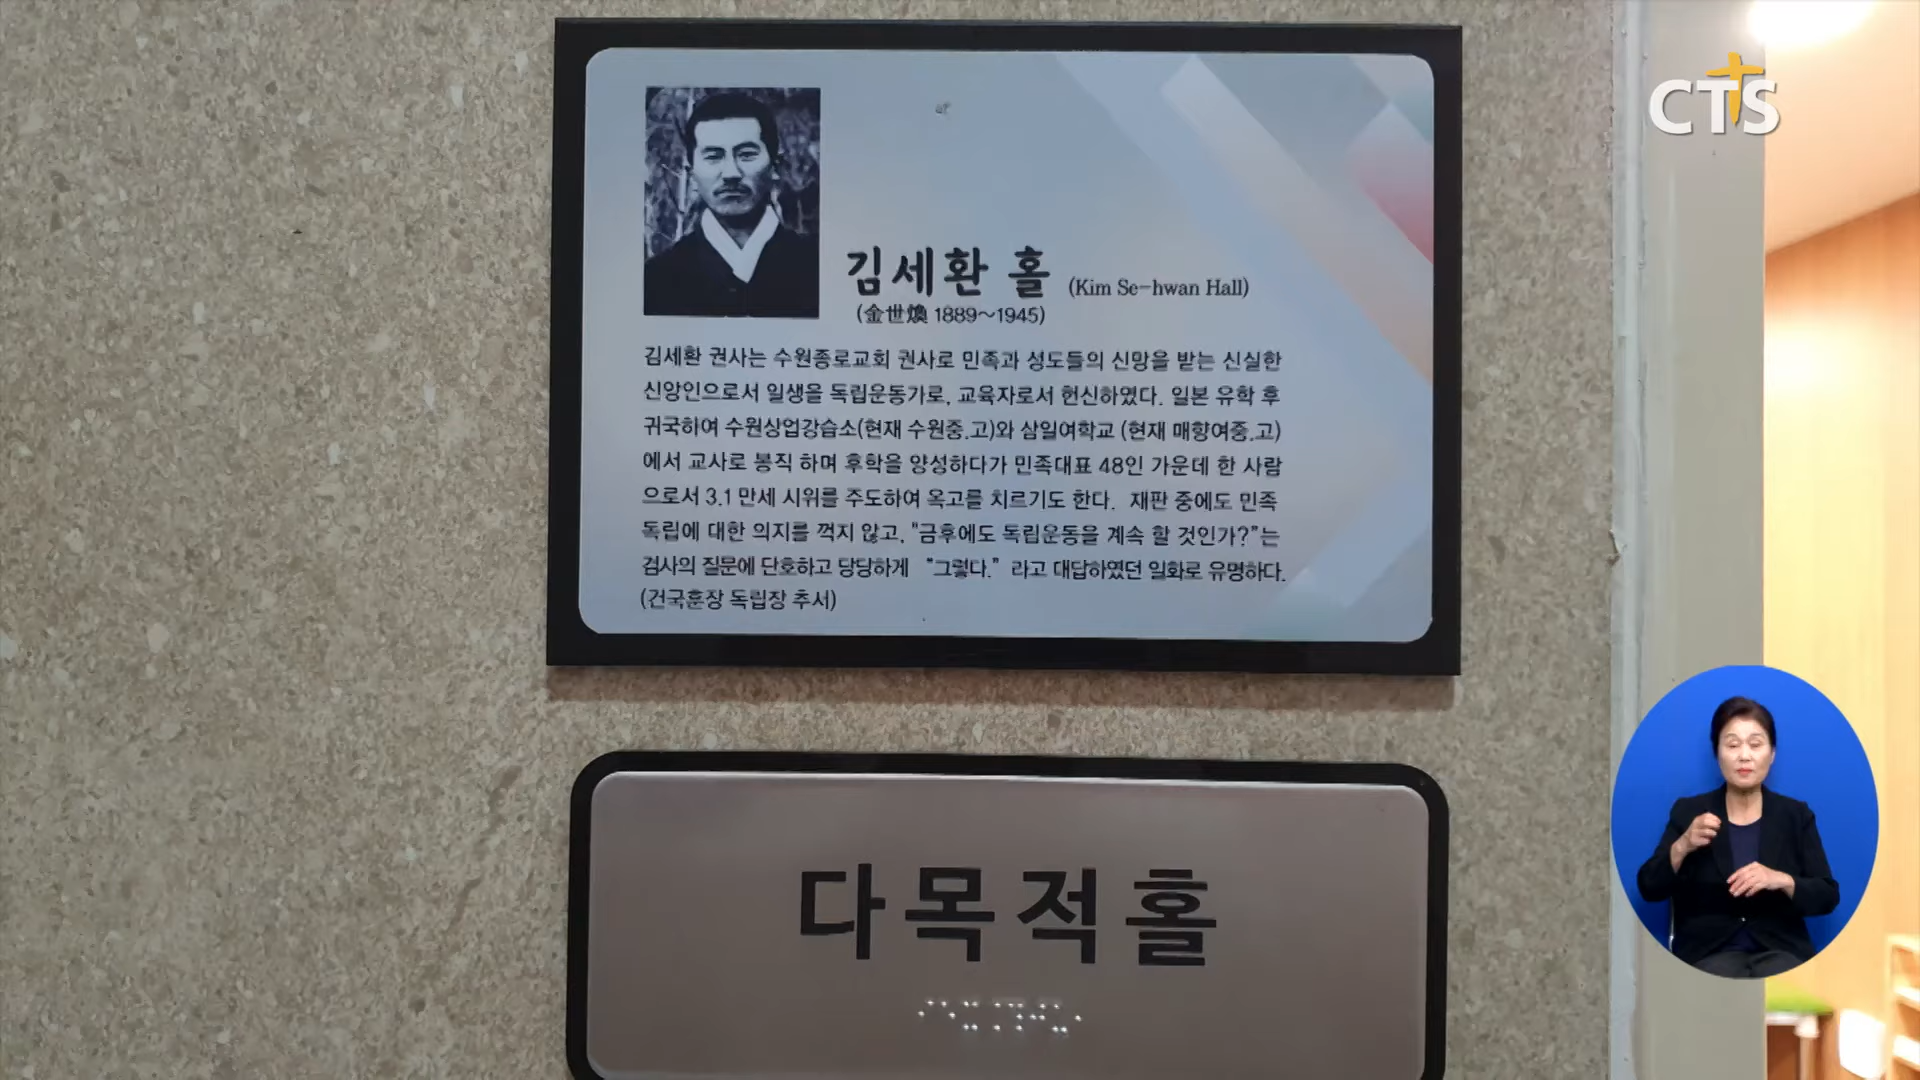 CTS
김세환 홀 (Kim Se-hwan Hall)
(金世煥 1889~1945)
김세환 권사는 수원종로교회 권사로 민족과 성도들의 신망을 받는 신실한
신앙인으로서 일생을 독립운동가로, 교육자로서 헌신하였다. 일본 유학 후
귀국하여 수원상업강습소(현재 수원중.고)와 삼일여학교 (현재 매향여중.고)
에서 교사로 봉직 하며 후학을 양성하다가 민족대표 48인 가운데 한 사람
으로서 3.1 만세 시위를 주도하여 옥고를 치르기도 한다. 재판 중에도 민족
독립에 대한 의지를 꺽지 않고, "금후에도 독립운동을 계속 할 것인가?"는
검사의 질문에 단호하고 당당하게 “그렇다.” 라고 대답하였던 일화로 유명하다.
(건국훈장 독립장 추서)
다목적홀